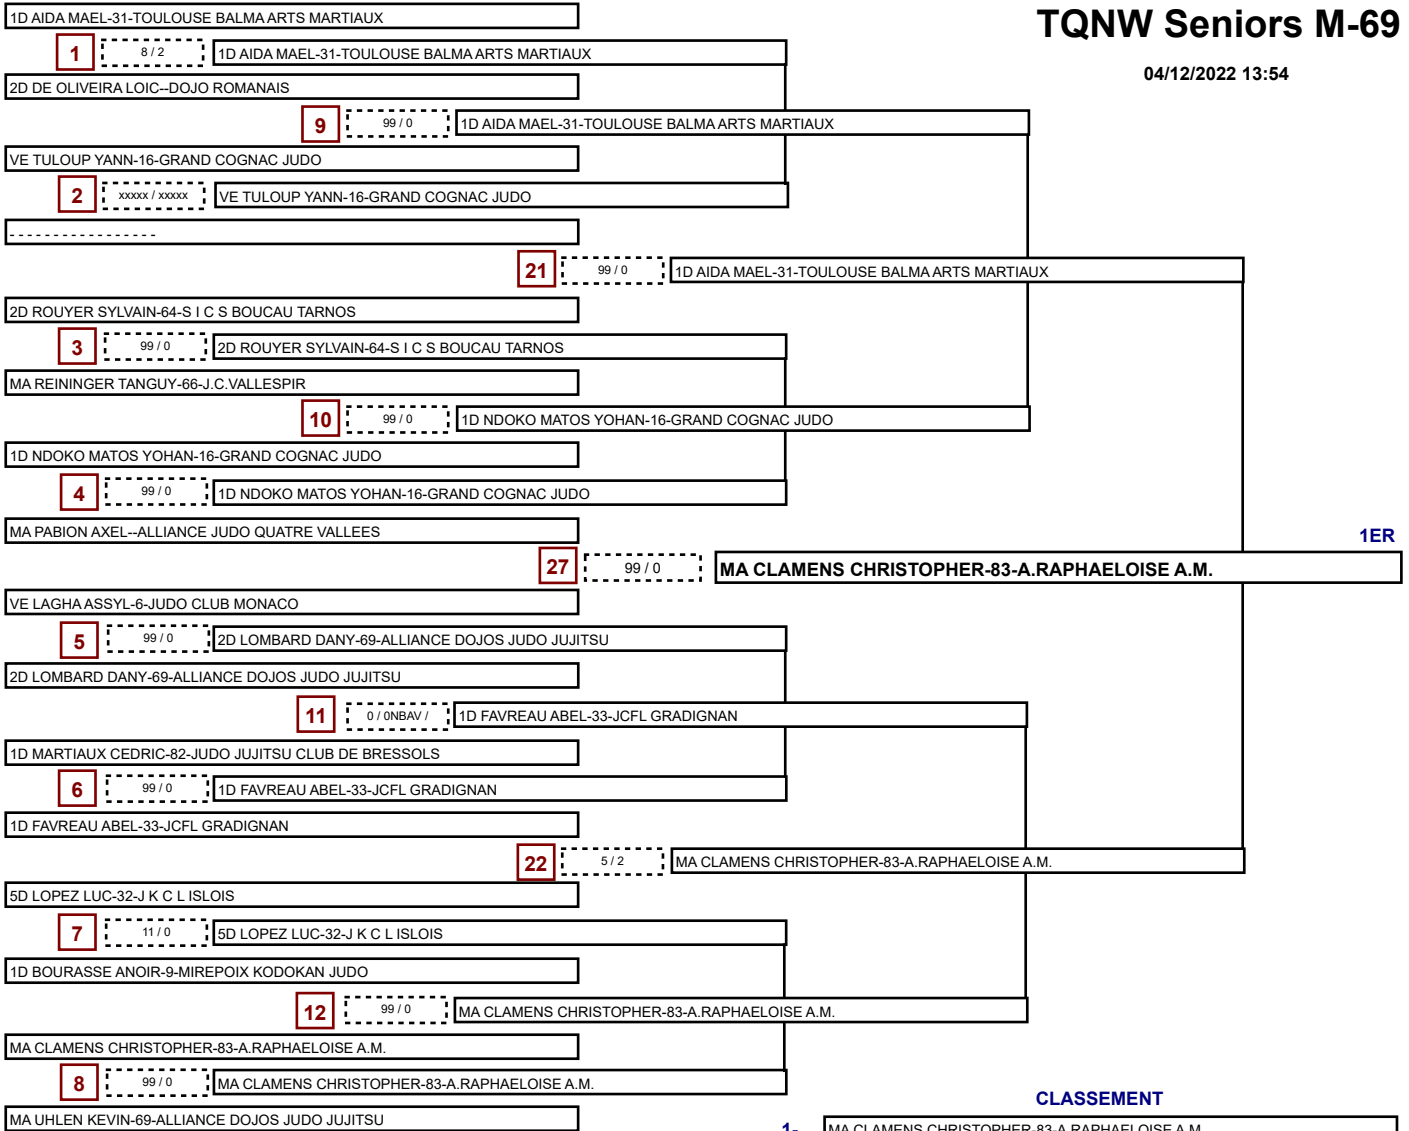 TQNW Seniors M-69
04/12/2022 13:54
1D AIDA MAEL-31-TOULOUSE BALMA ARTS MARTIAUX
1 8 / 2 1D AIDA MAEL-31-TOULOUSE BALMA ARTS MARTIAUX
2D DE OLIVEIRA LOIC--DOJO ROMANAIS
9 99 / 0 1D AIDA MAEL-31-TOULOUSE BALMA ARTS MARTIAUX
VE TULOUP YANN-16-GRAND COGNAC JUDO
2 xxxxx / xxxxx VE TULOUP YANN-16-GRAND COGNAC JUDO
- - - - - - - - - - - - - - - - -
21 99 / 0 1D AIDA MAEL-31-TOULOUSE BALMA ARTS MARTIAUX
2D ROUYER SYLVAIN-64-S I C S BOUCAU TARNOS
3 99 / 0 2D ROUYER SYLVAIN-64-S I C S BOUCAU TARNOS
MA REININGER TANGUY-66-J.C.VALLESPIR
10 99 / 0 1D NDOKO MATOS YOHAN-16-GRAND COGNAC JUDO
1D NDOKO MATOS YOHAN-16-GRAND COGNAC JUDO
4 99 / 0 1D NDOKO MATOS YOHAN-16-GRAND COGNAC JUDO
MA PABION AXEL--ALLIANCE JUDO QUATRE VALLEES
1ER
27 99 / 0 MA CLAMENS CHRISTOPHER-83-A.RAPHAELOISE A.M.
VE LAGHA ASSYL-6-JUDO CLUB MONACO
5 99 / 0 2D LOMBARD DANY-69-ALLIANCE DOJOS JUDO JUJITSU
2D LOMBARD DANY-69-ALLIANCE DOJOS JUDO JUJITSU
11 0 / 0NBAV / 1D FAVREAU ABEL-33-JCFL GRADIGNAN
1D MARTIAUX CEDRIC-82-JUDO JUJITSU CLUB DE BRESSOLS
6 99 / 0 1D FAVREAU ABEL-33-JCFL GRADIGNAN
1D FAVREAU ABEL-33-JCFL GRADIGNAN
22 5 / 2 MA CLAMENS CHRISTOPHER-83-A.RAPHAELOISE A.M.
5D LOPEZ LUC-32-J K C L ISLOIS
7 11 / 0 5D LOPEZ LUC-32-J K C L ISLOIS
1D BOURASSE ANOIR-9-MIREPOIX KODOKAN JUDO
12 99 / 0 MA CLAMENS CHRISTOPHER-83-A.RAPHAELOISE A.M.
MA CLAMENS CHRISTOPHER-83-A.RAPHAELOISE A.M.
8 99 / 0 MA CLAMENS CHRISTOPHER-83-A.RAPHAELOISE A.M.
MA UHLEN KEVIN-69-ALLIANCE DOJOS JUDO JUJITSU
CLASSEMENT
1- MA CLAMENS CHRISTOPHER-83-A.RAPHAELOISE A.M.